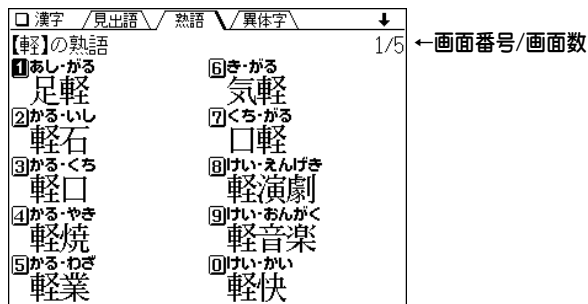 漢字 見出語 熟語 異体字 ↓
【軽】の熟語 1/5 ←画面番号/画面数
1 あし・がる
足軽
2 かる・いし
軽石
3 かる・くち
軽口
4 かる・やき
軽焼
5 かる・わざ
軽業
6 き・がる
気軽
7 くち・がる
口軽
8 けい・えんげき
軽演劇
9 けい・おんがく
軽音楽
0 けい・かい
軽快